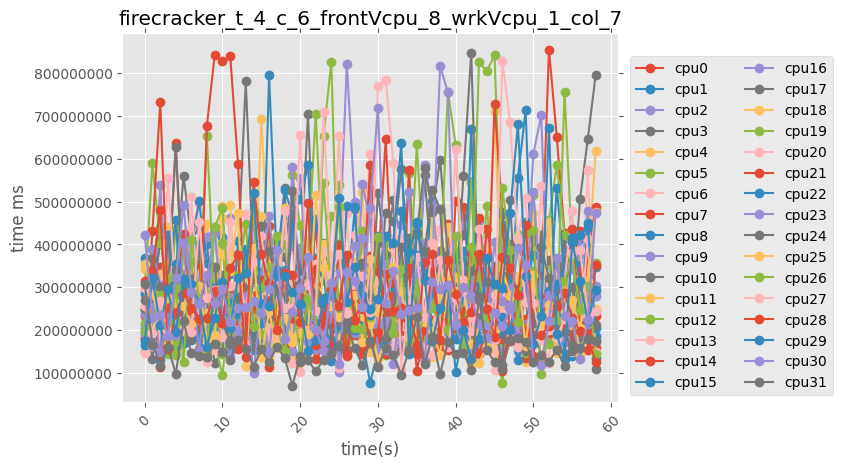 firecracker_t_4_c_6_frontVcpu_8_wrkVcpu_1_col_7
time ms
800000000
700000000
600000000
500000000
400000000
300000000
200000000
100000000
0
10
20
30
40
50
60
time(s)
cpu0
cpu1
cpu2
cpu3
cpu4
cpu5
cpu6
cpu7
cpu8
cpu9
cpu10
cpu11
cpu12
cpu13
cpu14
cpu15
cpu16
cpu17
cpu18
cpu19
cpu20
cpu21
cpu22
cpu23
cpu24
cpu25
cpu26
cpu27
cpu28
cpu29
cpu30
cpu31